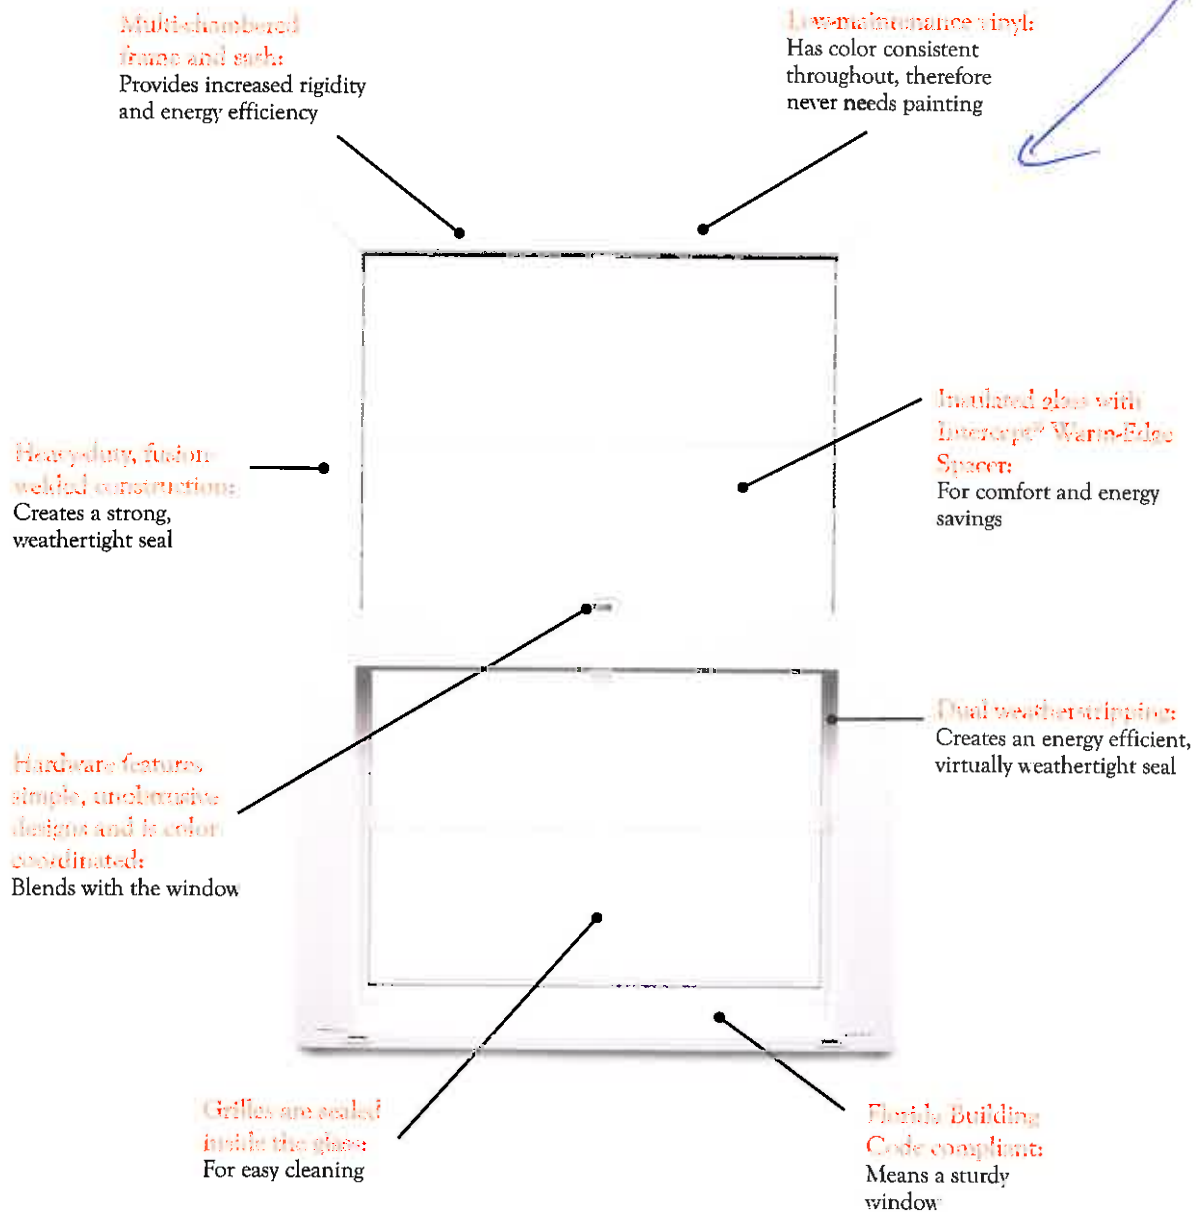 Multi-chambered
frame and sash:
Provides increased rigidity
and energy efficiency
Low-maintenance vinyl:
Has color consistent
throughout, therefore
never needs painting
Insulated glass with
Intercept® Warm-Edge
Spacer:
For comfort and energy
savings
Heavy-duty, fusion-
welded construction:
Creates a strong,
weathertight seal
Dual weatherstripping:
Creates an energy efficient,
virtually weathertight seal
Hardware features
simple, unobtrusive
designs and is color
coordinated:
Blends with the window
Grilles are sealed
inside the glass:
For easy cleaning
Florida Building
Code compliant:
Means a sturdy
window